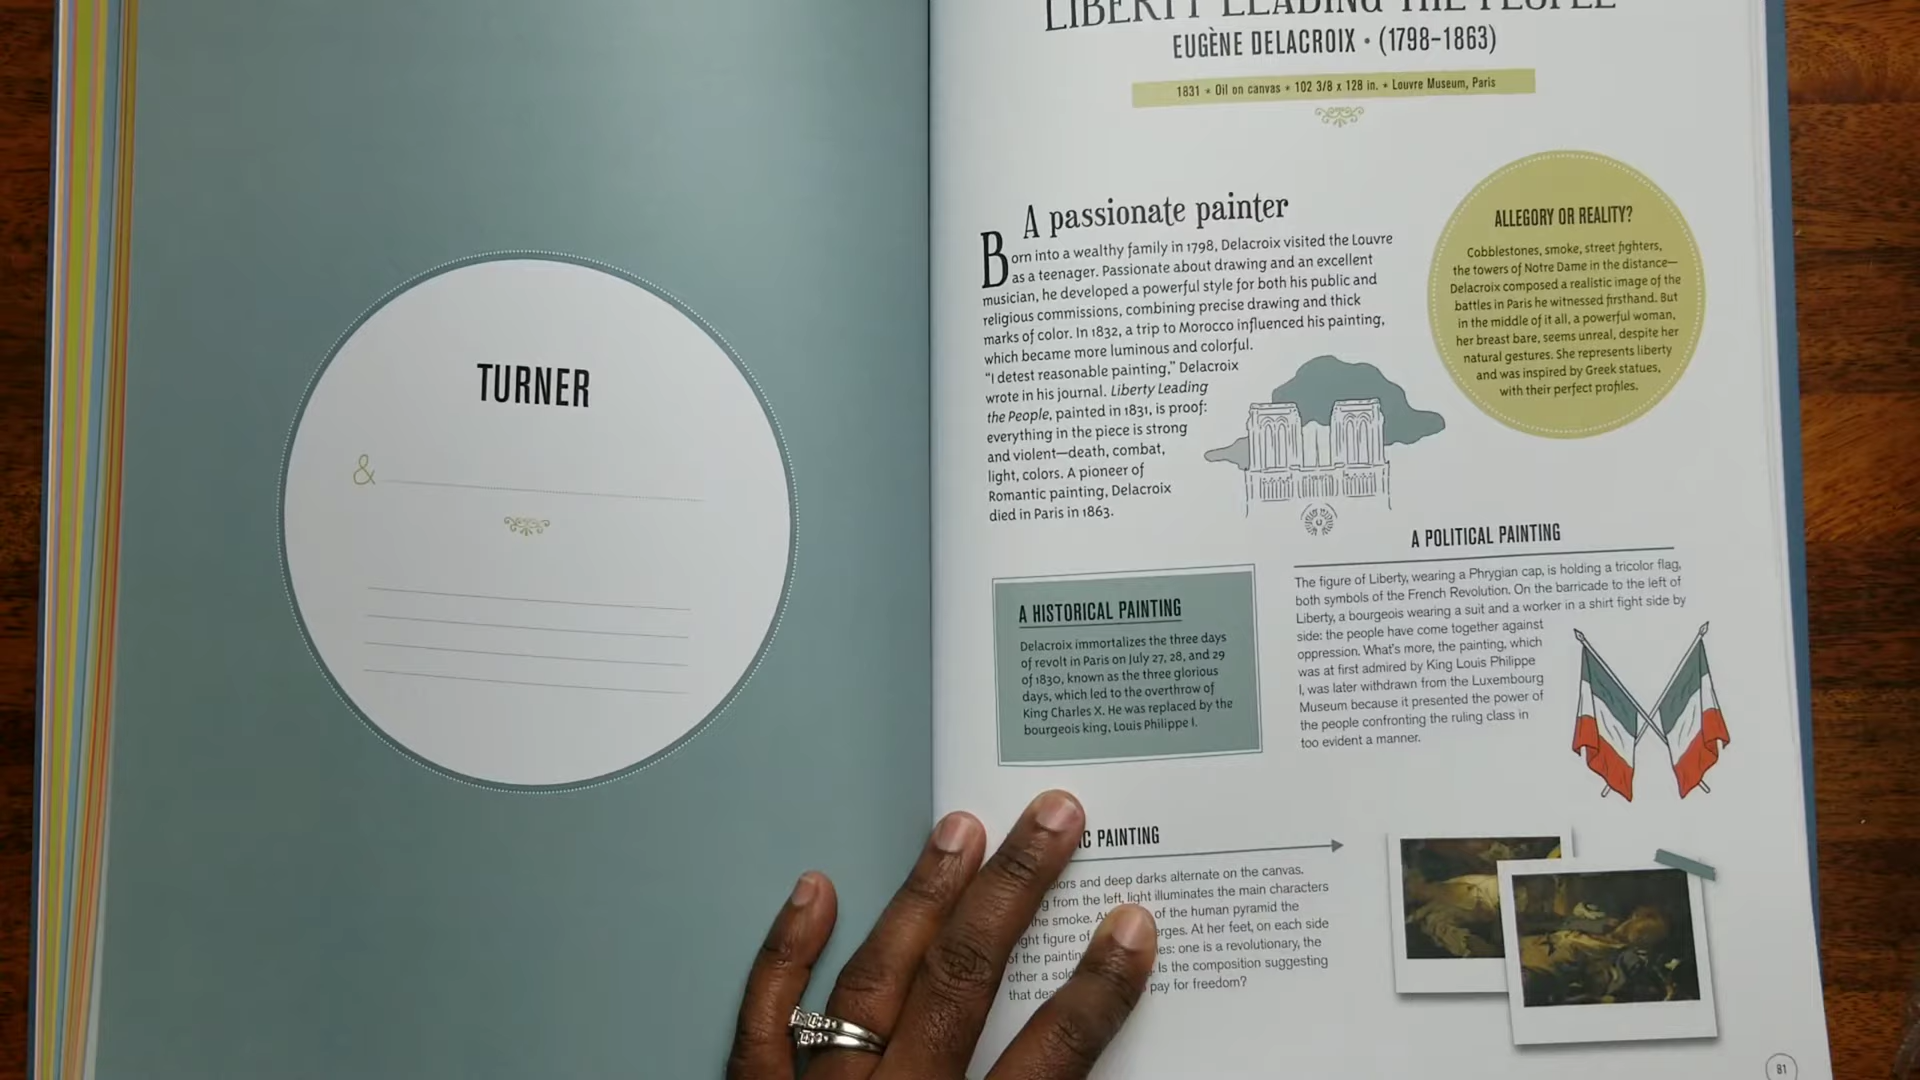 TURNER
&
LIBERTY LEADING THE PEOPLE
EUGÈNE DELACROIX • (1798–1863)
1831 • Oil on canvas • 102 3/8 x 128 in. • Louvre Museum, Paris
A passionate painter
Born into a wealthy family in 1798, Delacroix visited the Louvre
as a teenager. Passionate about drawing and an excellent
musician, he developed a powerful style for both his public and
religious commissions, combining precise drawing and thick
marks of color. In 1832, a trip to Morocco influenced his painting,
which became more luminous and colorful.
“I detest reasonable painting,” Delacroix
wrote in his journal. Liberty Leading
the People, painted in 1831, is proof:
everything in the piece is strong
and violent—death, combat,
light, colors. A pioneer of
Romantic painting, Delacroix
died in Paris in 1863.
ALLEGORY OR REALITY?
Cobblestones, smoke, street fighters,
the towers of Notre Dame in the distance—
Delacroix composed a realistic image of the
battles in Paris he witnessed firsthand. But
in the middle of it all, a powerful woman,
her breast bare, seems unreal, despite her
natural gestures. She represents liberty
and was inspired by Greek statues,
with their perfect profiles.
A HISTORICAL PAINTING
Delacroix immortalizes the three days
of revolt in Paris on July 27, 28, and 29
of 1830, known as the three glorious
days, which led to the overthrow of
King Charles X. He was replaced by the
bourgeois king, Louis Philippe I.
A POLITICAL PAINTING
The figure of Liberty, wearing a Phrygian cap, is holding a tricolor flag,
both symbols of the French Revolution. On the barricade to the left of
Liberty, a bourgeois wearing a suit and a worker in a shirt fight side by
side: the people have come together against
oppression. What's more, the painting, which
was at first admired by King Louis Philippe
I, was later withdrawn from the Luxembourg
Museum because it presented the power of
the people confronting the ruling class in
too evident a manner.
PAINTING
and deep darks alternate on the canvas.
from the left, light illuminates the main characters
the smoke. of the human pyramid the
figure of At her feet, on each side
of the one is a revolutionary, the
other a Is the composition suggesting
that pay for freedom?
81